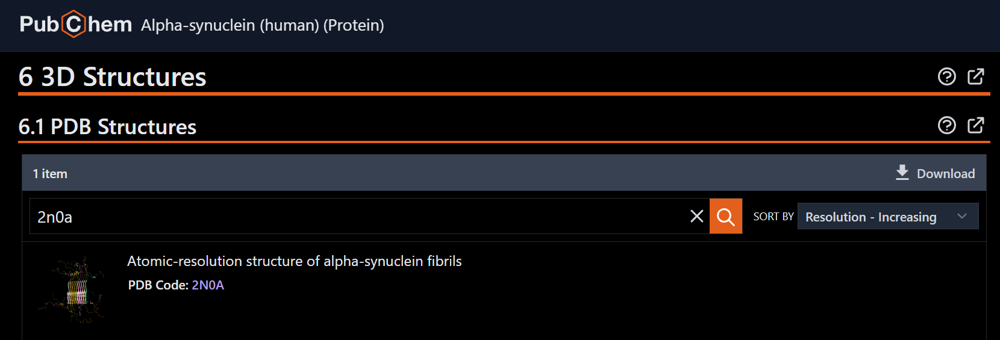 PubChem Alpha-synuclein (human) (Protein)
6 3D Structures
6.1 PDB Structures
1 item Download
2n0a SORT BY Resolution - Increasing
Atomic-resolution structure of alpha-synuclein fibrils
PDB Code: 2N0A